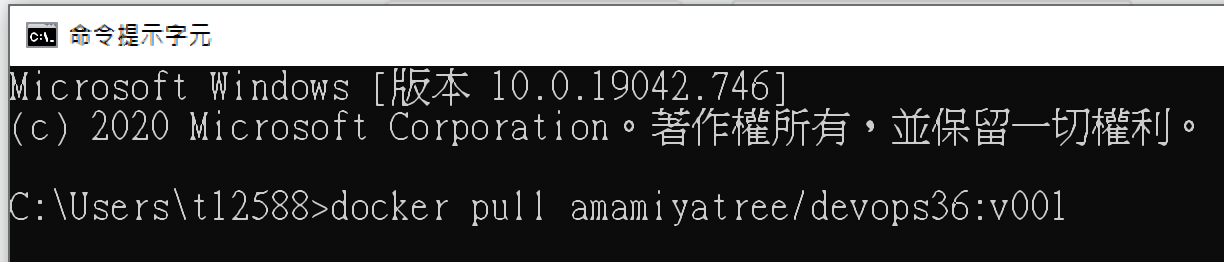 命令提示字元
Microsoft Windows [版本 10.0.19042.746]
(c) 2020 Microsoft Corporation。著作權所有，並保留一切權利。
C:\Users\t12588>docker pull amamiyatree/devops36:v001